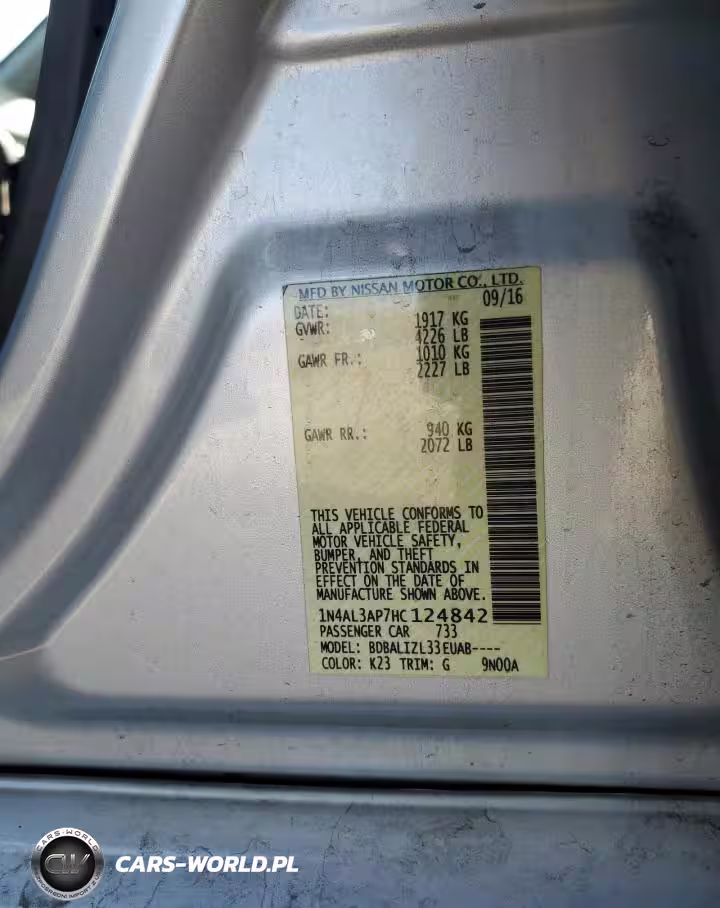 MFD BY NISSAN MOTOR CO., LTD.
DATE: 09/16
GVWR: 1917 KG
4226 LB
GAWR FR.: 1010 KG
2227 LB
GAWR RR.: 940 KG
2072 LB
THIS VEHICLE CONFORMS TO
ALL APPLICABLE FEDERAL
MOTOR VEHICLE SAFETY,
BUMPER, AND THEFT
PREVENTION STANDARDS IN
EFFECT ON THE DATE OF
MANUFACTURE SHOWN ABOVE.
1N4AL3AP7HC124842
PASSENGER CAR 733
MODEL: BDBALIZL33EUAB----
COLOR: K23 TRIM: G 9N00A
CARS-WORLD
CW
CARS-WORLD.PL